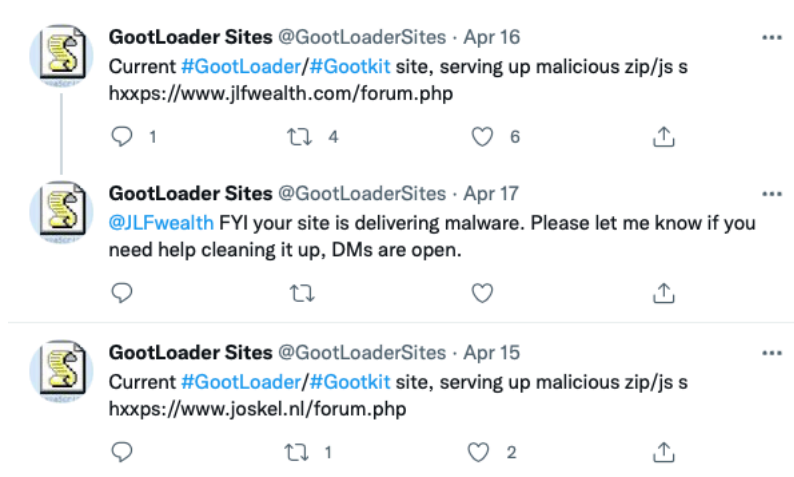 GootLoader Sites @GootLoaderSites · Apr 16
Current #GootLoader/#Gootkit site, serving up malicious zip/js s
hxxps://www.jlfwealth.com/forum.php
1 4 6
GootLoader Sites @GootLoaderSites · Apr 17
@JLFwealth FYI your site is delivering malware. Please let me know if you
need help cleaning it up, DMs are open.
GootLoader Sites @GootLoaderSites · Apr 15
Current #GootLoader/#Gootkit site, serving up malicious zip/js s
hxxps://www.joskel.nl/forum.php
1 2